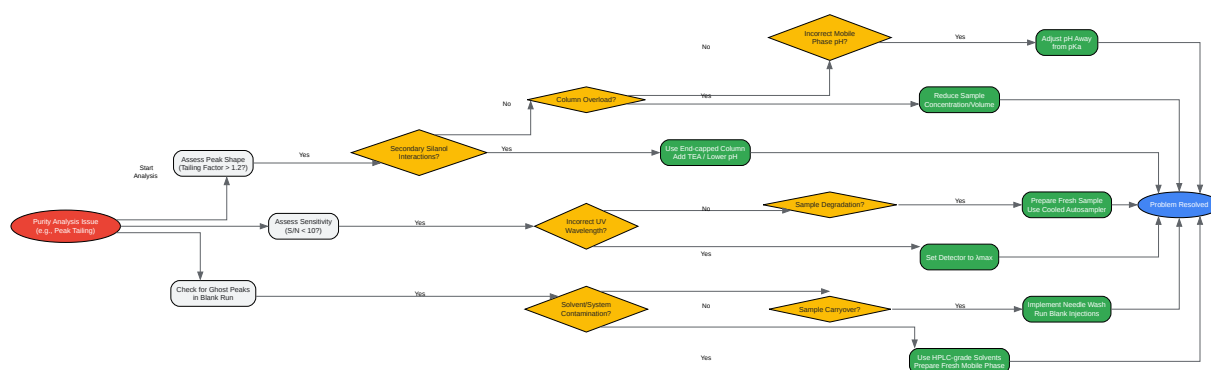 Incorrect Mobile
Phase pH?
No
Yes
Adjust pH Away
from pKa
Column Overload?
No
Yes
Reduce Sample
Concentration/Volume
Start
Analysis
Assess Peak Shape
(Tailing Factor > 1.2?)
Yes
Secondary Silanol
Interactions?
Yes
Use End-capped Column
Add TEA / Lower pH
Purity Analysis Issue
(e.g., Peak Tailing)
Assess Sensitivity
(S/N < 10?)
Yes
Incorrect UV
Wavelength?
No
Sample Degradation?
Yes
Prepare Fresh Sample
Use Cooled Autosampler
Problem Resolved
Yes
Set Detector to λmax
Check for Ghost Peaks
in Blank Run
Yes
Solvent/System
Contamination?
No
Sample Carryover?
Yes
Implement Needle Wash
Run Blank Injections
Yes
Use HPLC-grade Solvents
Prepare Fresh Mobile Phase